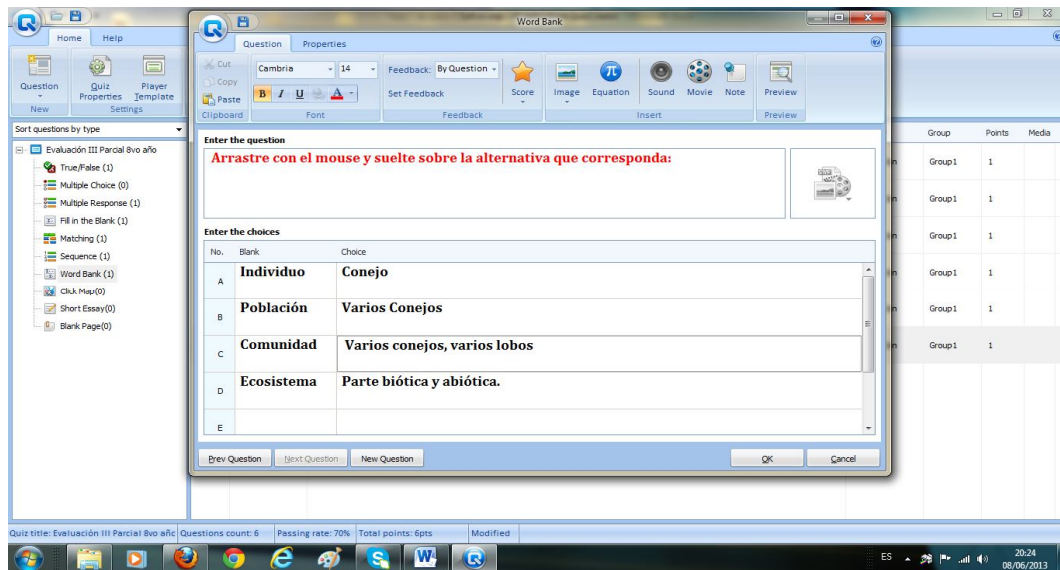 Word Bank
Home Help
Question Quiz Properties Player Template
New Settings
Sort questions by type
Evaluación III Parcial 8vo año
True/False (1)
Multiple Choice (0)
Multiple Response (1)
Fill in the Blank (1)
Matching (1)
Sequence (1)
Word Bank (1)
Click Map(0)
Short Essay(0)
Blank Page(0)
Question Properties
Cut
Copy
Paste
Clipboard
Cambria 14
B I U A
Font
Feedback: By Question
Set Feedback
Score
Feedback
Image Equation Sound Movie Note
Insert
Preview
Preview
Enter the question
Arrastre con el mouse y suelte sobre la alternativa que corresponda:
Enter the choices
No. Blank Choice
A Individuo Conejo
B Población Varios Conejos
C Comunidad Varios conejos, varios lobos
D Ecosistema Parte biótica y abiótica.
E
Prev Question Next Question New Question OK Cancel
Group Points Media
Group1 1
Group1 1
Group1 1
Group1 1
Group1 1
Group1 1
Quiz title: Evaluación III Parcial 8vo añc Questions count: 6 Passing rate: 70% Total points: 6pts Modified
ES 20:24
08/06/2013